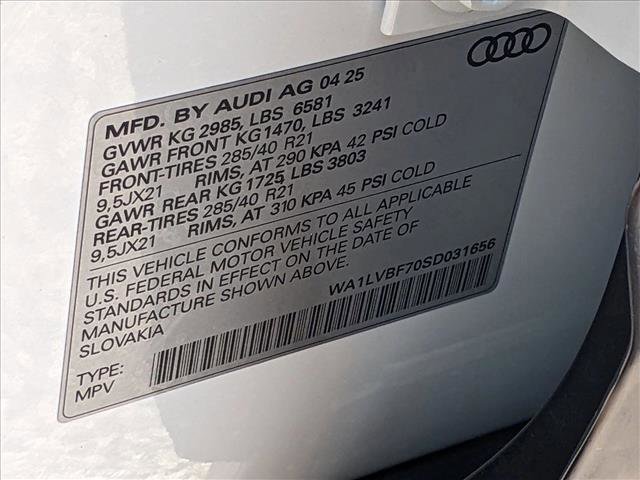 MFD. BY AUDI AG 04 25
GVWR KG 2985, LBS 6581
GAWR FRONT KG 1470, LBS 3241
FRONT-TIRES 285/40 R21
9,5JX21 RIMS, AT 290 KPA 42 PSI COLD
GAWR REAR KG 1725, LBS 3803
REAR-TIRES 285/40 R21
9,5JX21 RIMS, AT 310 KPA 45 PSI COLD
THIS VEHICLE CONFORMS TO ALL APPLICABLE
U.S. FEDERAL MOTOR VEHICLE SAFETY
STANDARDS IN EFFECT ON THE DATE OF
MANUFACTURE SHOWN ABOVE.
SLOVAKIA
WA1LVBF70SD031656
TYPE:
MPV